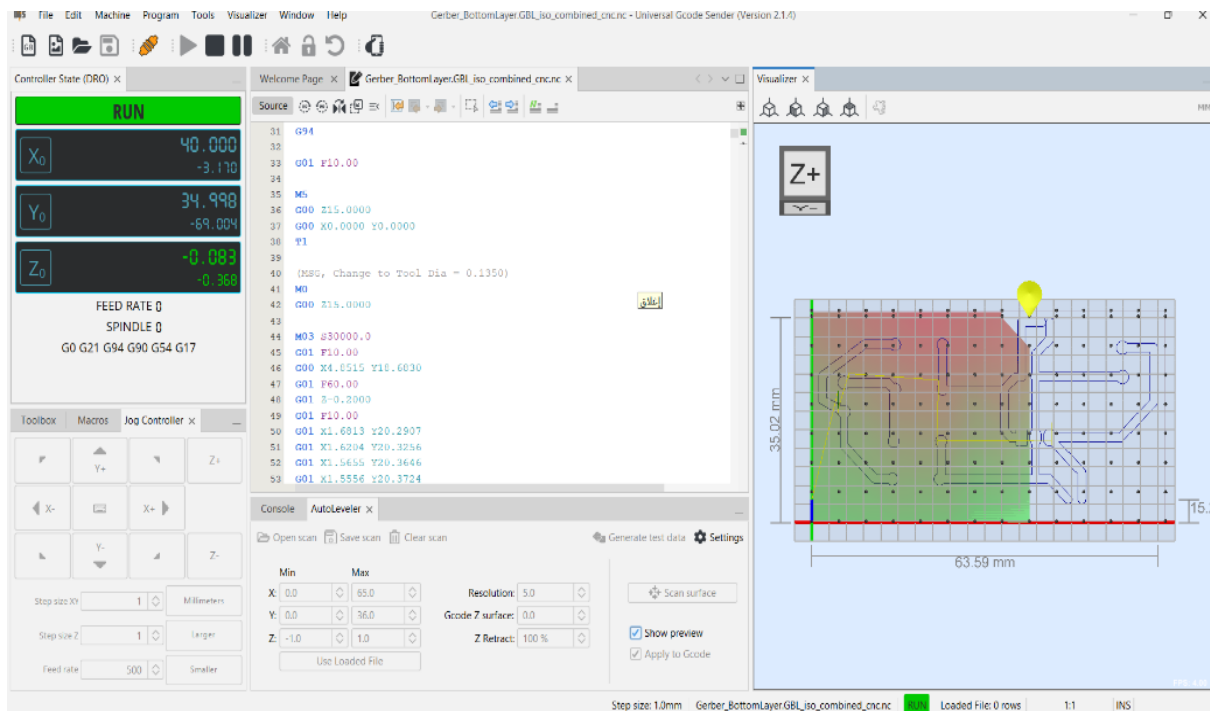 File Edit Machine Program Tools Visualizer Window Help
Gerber_BottomLayer.GBL_iso_combined_cnc.nc - Universal Gcode Sender (Version 2.1.4)
Controller State (DRO) ×
RUN
X0 40.000
-3.170
Y0 34.998
-69.004
Z0 -0.083
-0.368
FEED RATE 0
SPINDLE 0
G0 G21 G94 G90 G54 G17
Toolbox Macros Jog Controller ×
Y+ Z+
X- X+
Y- Z-
Step size XY 1 Millimeters
Step size Z 1 Larger
Feed rate 500 Smaller
Welcome Page × Gerber_BottomLayer.GBL_iso_combined_cnc.nc ×
Source
31 G94
32
33 G01 F10.00
34
35 M5
36 G00 Z15.0000
37 G00 X0.0000 Y0.0000
38 T1
39
40 (MSG, Change to Tool Dia = 0.1350)
41 M0
42 G00 Z15.0000
43
44 M03 S30000.0
45 G01 F10.00
46 G00 X4.8515 Y18.6830
47 G01 F60.00
48 G01 Z-0.2000
49 G01 F10.00
50 G01 X1.6813 Y20.2907
51 G01 X1.6204 Y20.3256
52 G01 X1.5655 Y20.3646
53 G01 X1.5556 Y20.3724
إغلاق
Console AutoLeveler ×
Open scan Save scan Clear scan Generate test data Settings
Min Max
X: 0.0 65.0 Resolution: 5.0 Scan surface
Y: 0.0 36.0 Gcode Z surface: 0.0
Z: -1.0 1.0 Z Retract: 100 % Show preview
Use Loaded File Apply to Gcode
Visualizer ×
Z+
Y-
35.02 mm
63.59 mm
Step size: 1.0mm Gerber_BottomLayer.GBL_iso_combined_cnc.nc RUN Loaded File: 0 rows 1:1 INS